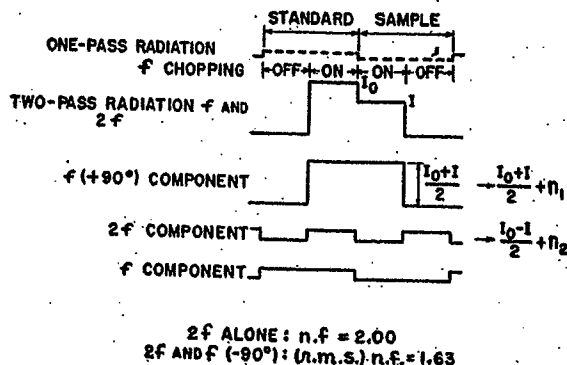 STANDARD SAMPLE
ONE-PASS RADIATION
f CHOPPING OFF ON ON OFF
I₀
TWO-PASS RADIATION f AND
2f
I
f (+90°) COMPONENT I₀+I/2 → I₀+I/2 + n₁
2f COMPONENT → I₀-I/2 + n₂
f COMPONENT
2f ALONE: n.f = 2.00
2f AND f (-90°): (r.m.s.) n.f. = 1.63